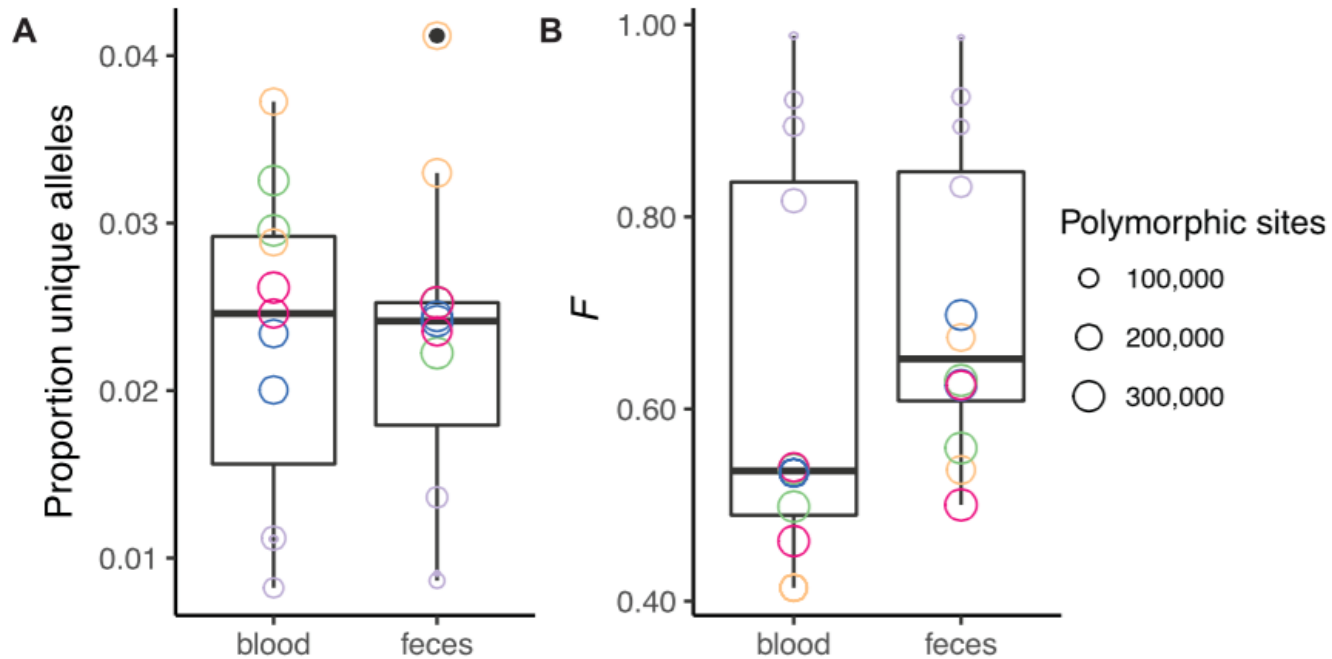 A
Proportion unique alleles
0.04
0.03
0.02
0.01
blood
feces
B
F
1.00
0.80
0.60
0.40
blood
feces
Polymorphic sites
100,000
200,000
300,000